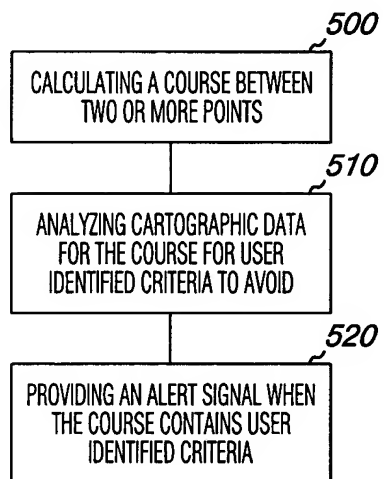 500
CALCULATING A COURSE BETWEEN
TWO OR MORE POINTS
510
ANALYZING CARTOGRAPHIC DATA
FOR THE COURSE FOR USER
IDENTIFIED CRITERIA TO AVOID
520
PROVIDING AN ALERT SIGNAL WHEN
THE COURSE CONTAINS USER
IDENTIFIED CRITERIA